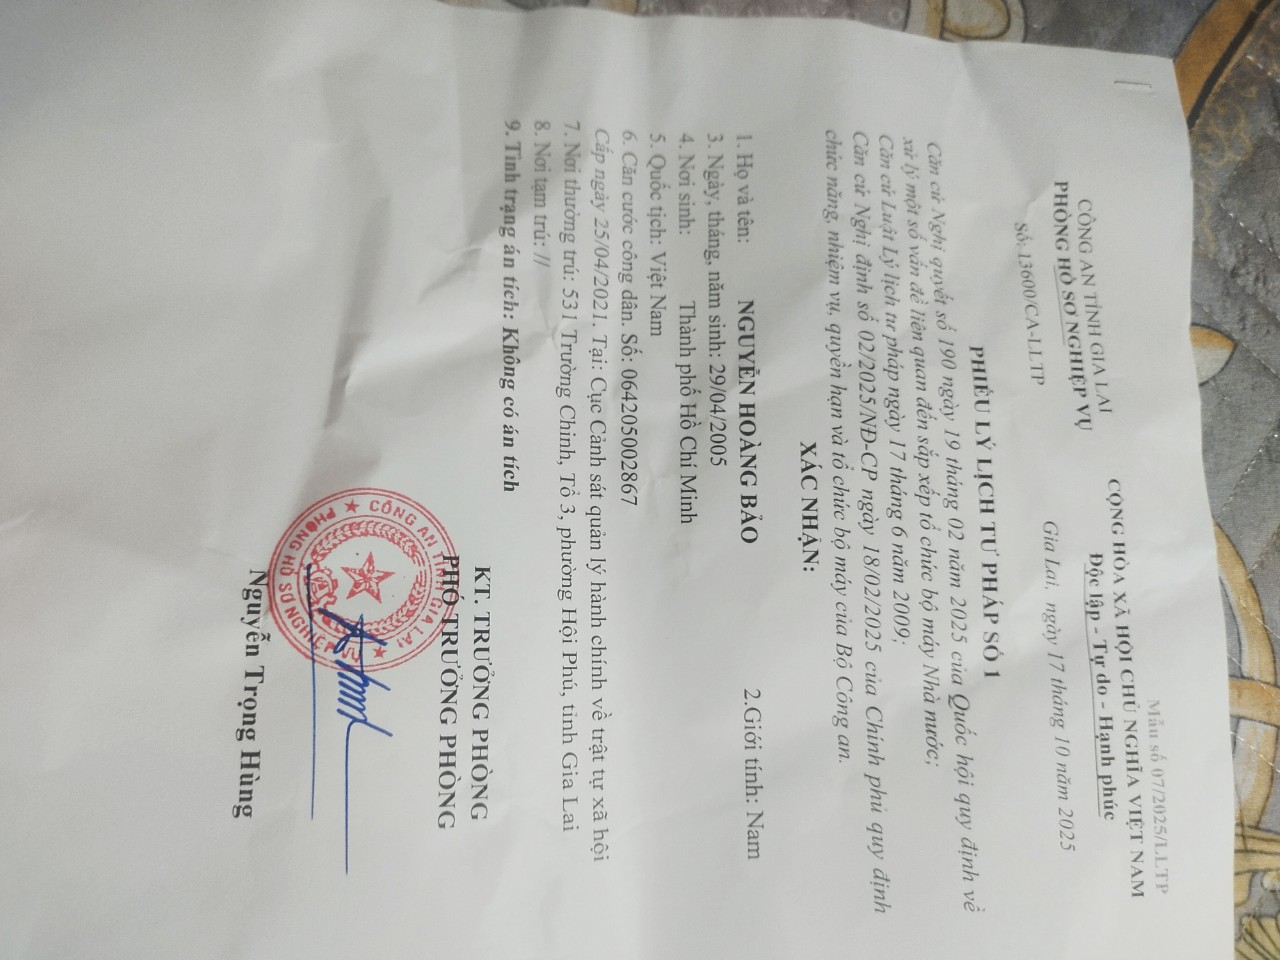 Mẫu số 07/2025/LLTP
CÔNG AN TỈNH GIA LAI
PHÒNG HỒ SƠ NGHIỆP VỤ
Số: 13600/CA-LLTP
CỘNG HÒA XÃ HỘI CHỦ NGHĨA VIỆT NAM
Độc lập - Tự do - Hạnh phúc
Gia Lai, ngày 17 tháng 10 năm 2025
PHIẾU LÝ LỊCH TƯ PHÁP SỐ 1
Căn cứ Nghị quyết số 190 ngày 19 tháng 02 năm 2025 của Quốc hội quy định về
xử lý một số vấn đề liên quan đến sắp xếp tổ chức bộ máy Nhà nước;
Căn cứ Luật Lý lịch tư pháp ngày 17 tháng 6 năm 2009;
Căn cứ Nghị định số 02/2025/NĐ-CP ngày 18/02/2025 của Chính phủ quy định
chức năng, nhiệm vụ, quyền hạn và tổ chức bộ máy của Bộ Công an.
XÁC NHẬN:
1. Họ và tên: NGUYỄN HOÀNG BẢO 2.Giới tính: Nam
3. Ngày, tháng, năm sinh: 29/04/2005
4. Nơi sinh: Thành phố Hồ Chí Minh
5. Quốc tịch: Việt Nam
6. Căn cước công dân. Số: 064205002867
Cấp ngày 25/04/2021. Tại: Cục Cảnh sát quản lý hành chính về trật tự xã hội
7. Nơi thường trú: 531 Trường Chinh, Tổ 3, phường Hội Phú, tỉnh Gia Lai
8. Nơi tạm trú: //
9. Tình trạng án tích: Không có án tích
KT. TRƯỞNG PHÒNG
PHÓ TRƯỞNG PHÒNG
CÔNG AN TỈNH GIA LAI
PHÒNG HỒ SƠ NGHIỆP VỤ
Nguyễn Trọng Hùng